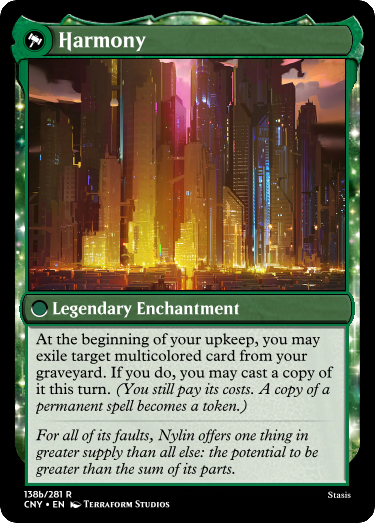 Harmony
Legendary Enchantment
At the beginning of your upkeep, you may
exile target multicolored card from your
graveyard. If you do, you may cast a copy of
it this turn. (You still pay its costs. A copy of a
permanent spell becomes a token.)
For all of its faults, Nylin offers one thing in
greater supply than all else: the potential to be
greater than the sum of its parts.
138b/281 R
Stasis
CNY • EN Terraform Studios